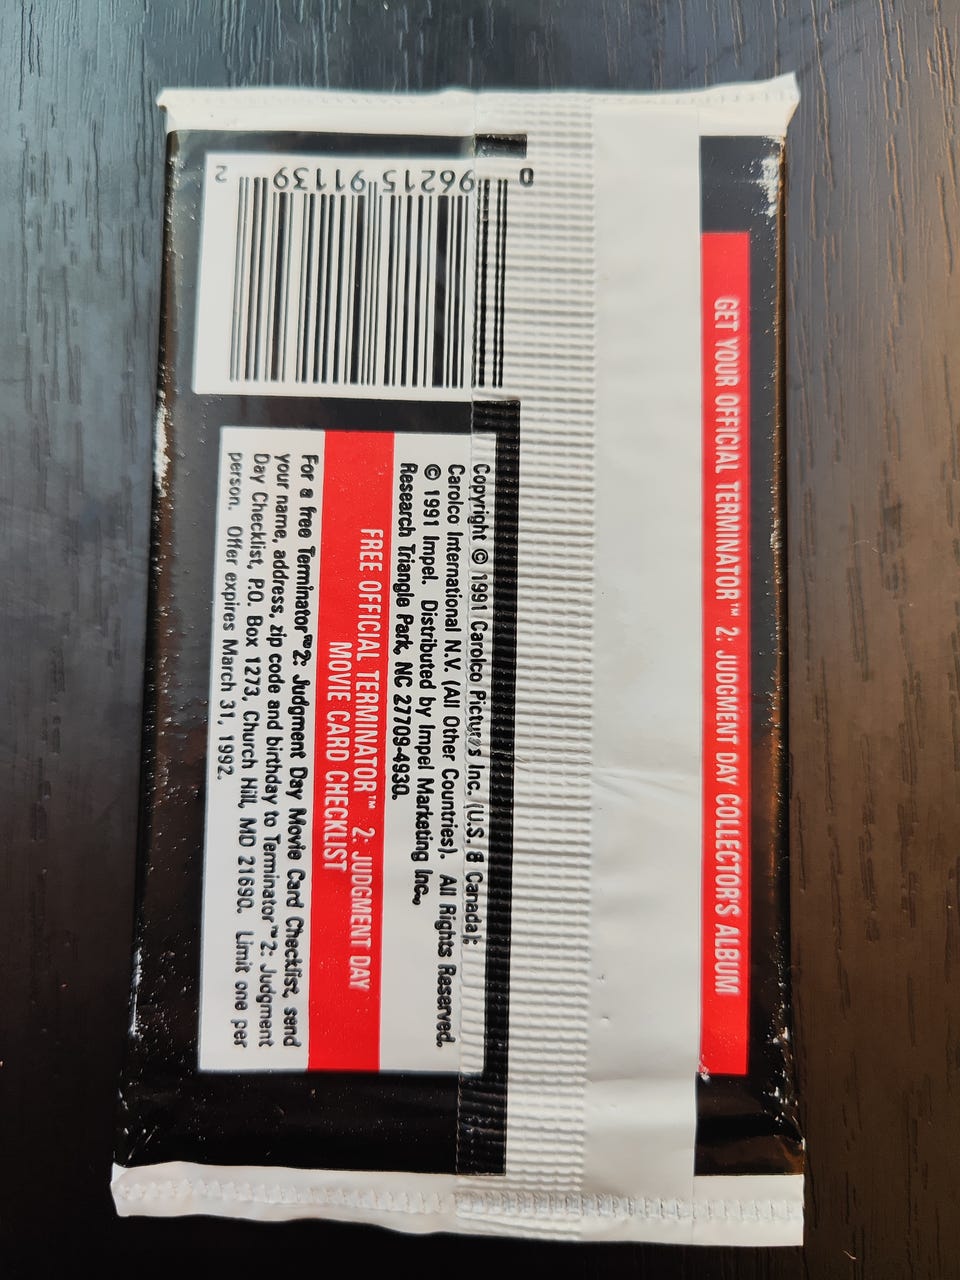 GET YOUR OFFICIAL TERMINATOR™ 2: JUDGMENT DAY COLLECTOR'S ALBUM
Copyright © 1991 Carolco Pictures Inc. (U.S. & Canada);
Carolco International N.V. (All Other Countries). All Rights Reserved.
© 1991 Impel. Distributed by Impel Marketing Inc.,
Research Triangle Park, NC 27709-4930.
FREE OFFICIAL TERMINATOR™ 2: JUDGMENT DAY
MOVIE CARD CHECKLIST
For a free Terminator™ 2: Judgment Day Movie Card Checklist, send
your name, address, zip code and birthday to Terminator™ 2: Judgment
Day Checklist, P.O. Box 1273, Church Hill, MD 21690. Limit one per
person. Offer expires March 31, 1992.
0 96215 91139 2